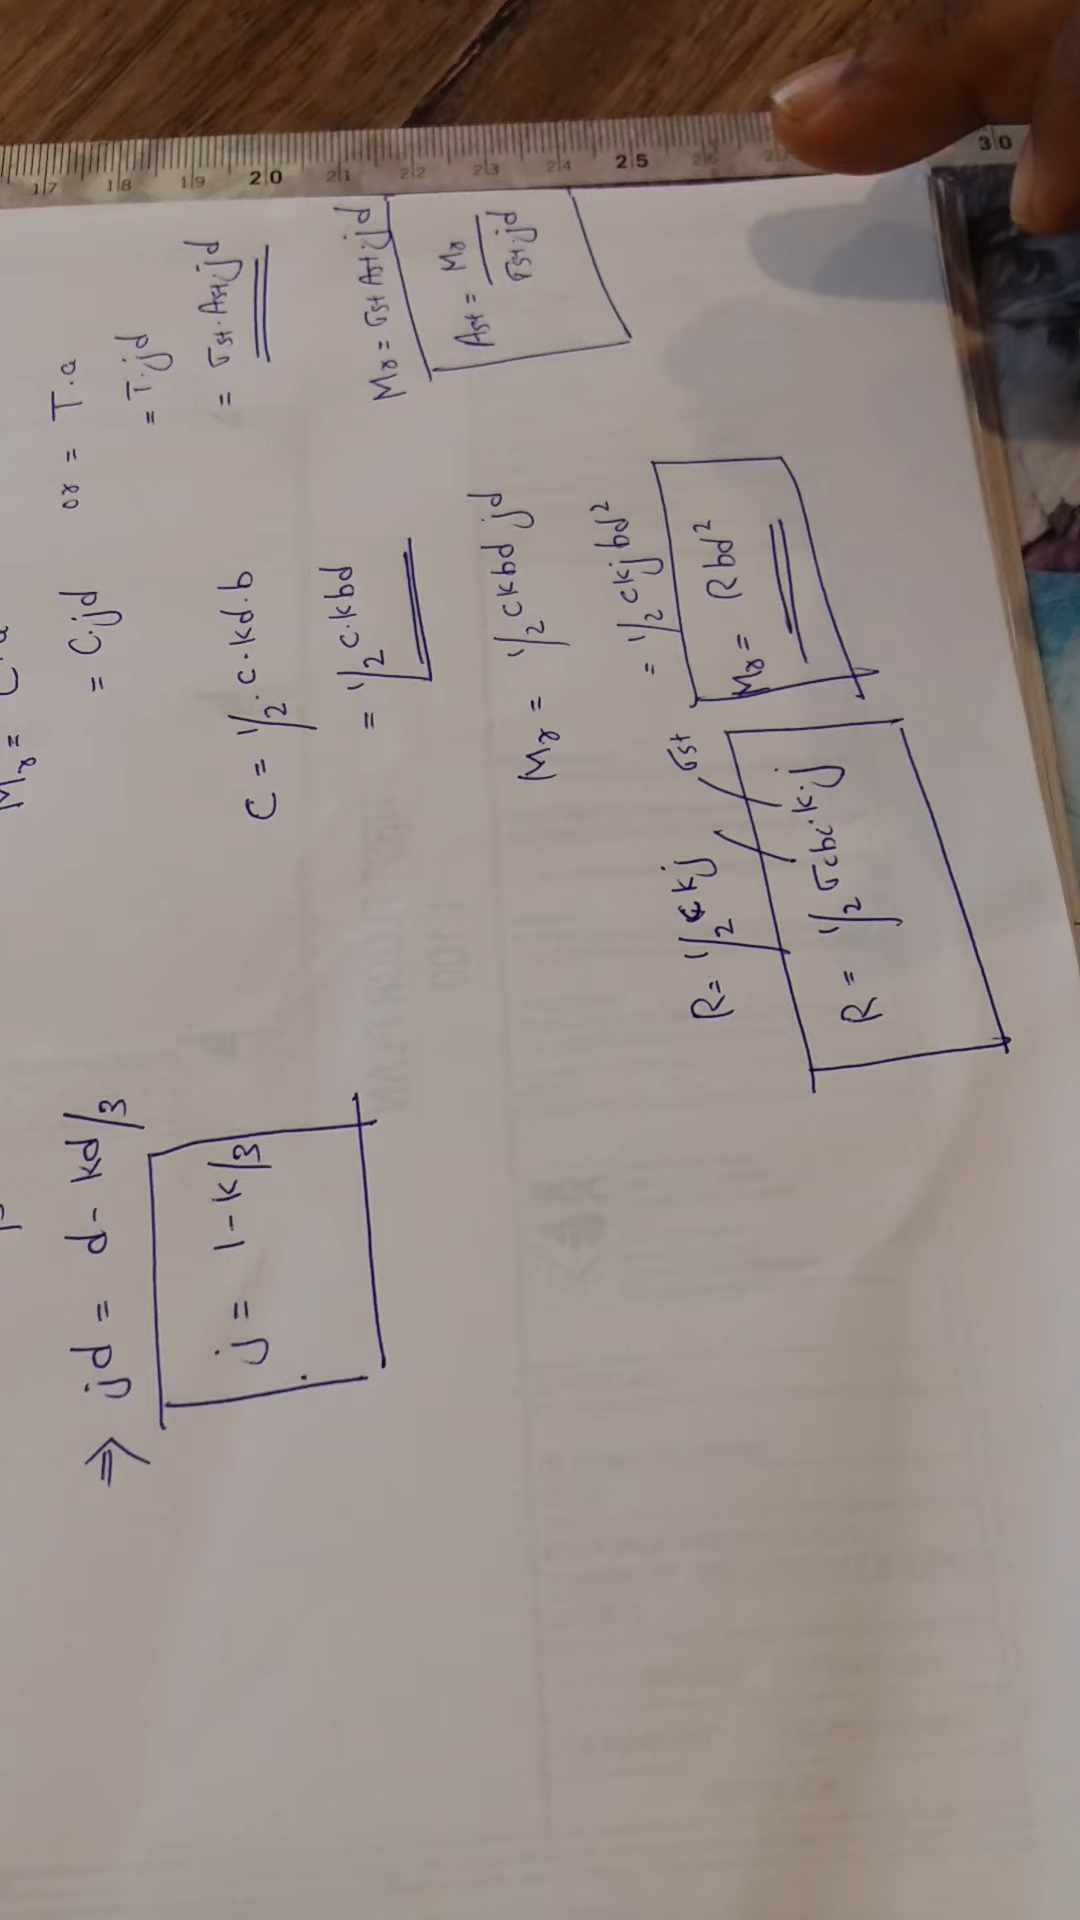 ⇒ jd = d - kd/3
j = 1 - k/3
Mr = C.a or = T.a
= C.jd = T.jd
= σst.Ast.jd
C = 1/2.c.kd.b
= 1/2 c.kbd
Mr = σst Ast.jd
Ast = Mr / σst.jd
Mr = 1/2 ckbd jd
= 1/2 ckj bd²
Mr = Rbd²
R = 1/2 ckj σst
R = 1/2 σcbc.k.j
17 18 19 20 21 22 23 24 25 26 30